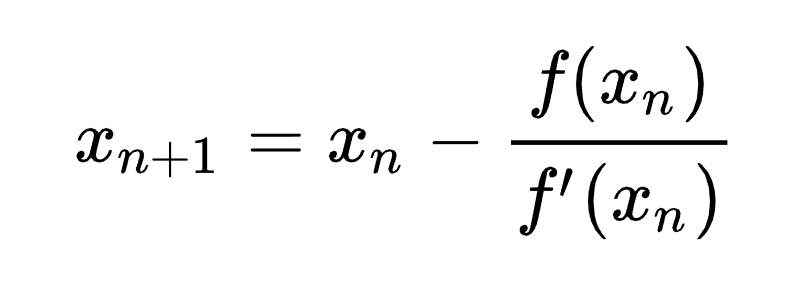 x_{n+1} = x_n - \frac{f(x_n)}{f'(x_n)}